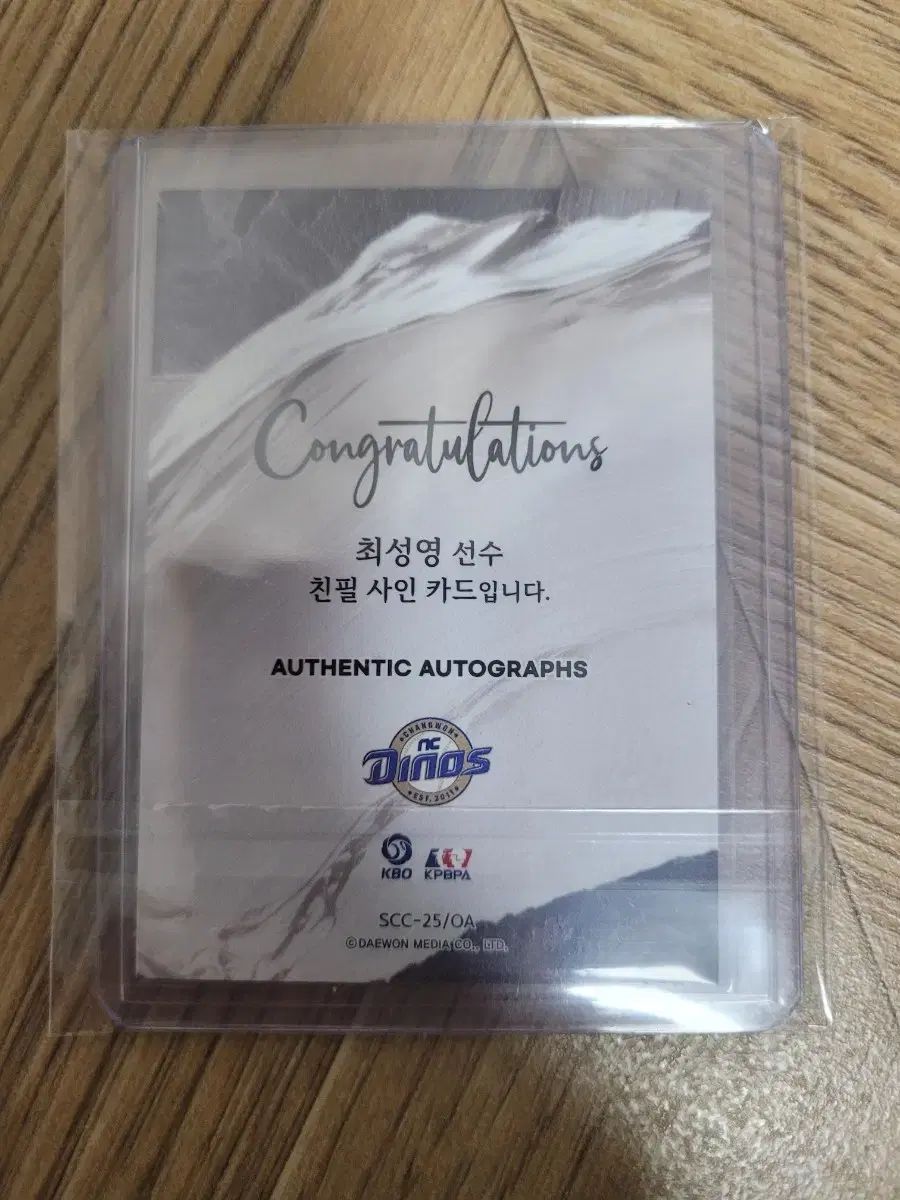 Congratulations
최성영 선수
친필 사인 카드입니다.
AUTHENTIC AUTOGRAPHS
CHANGWON
NC
DINOS
EST. 2011
KBO KPBPA
SCC-25/OA
©DAEWON MEDIA CO., LTD.